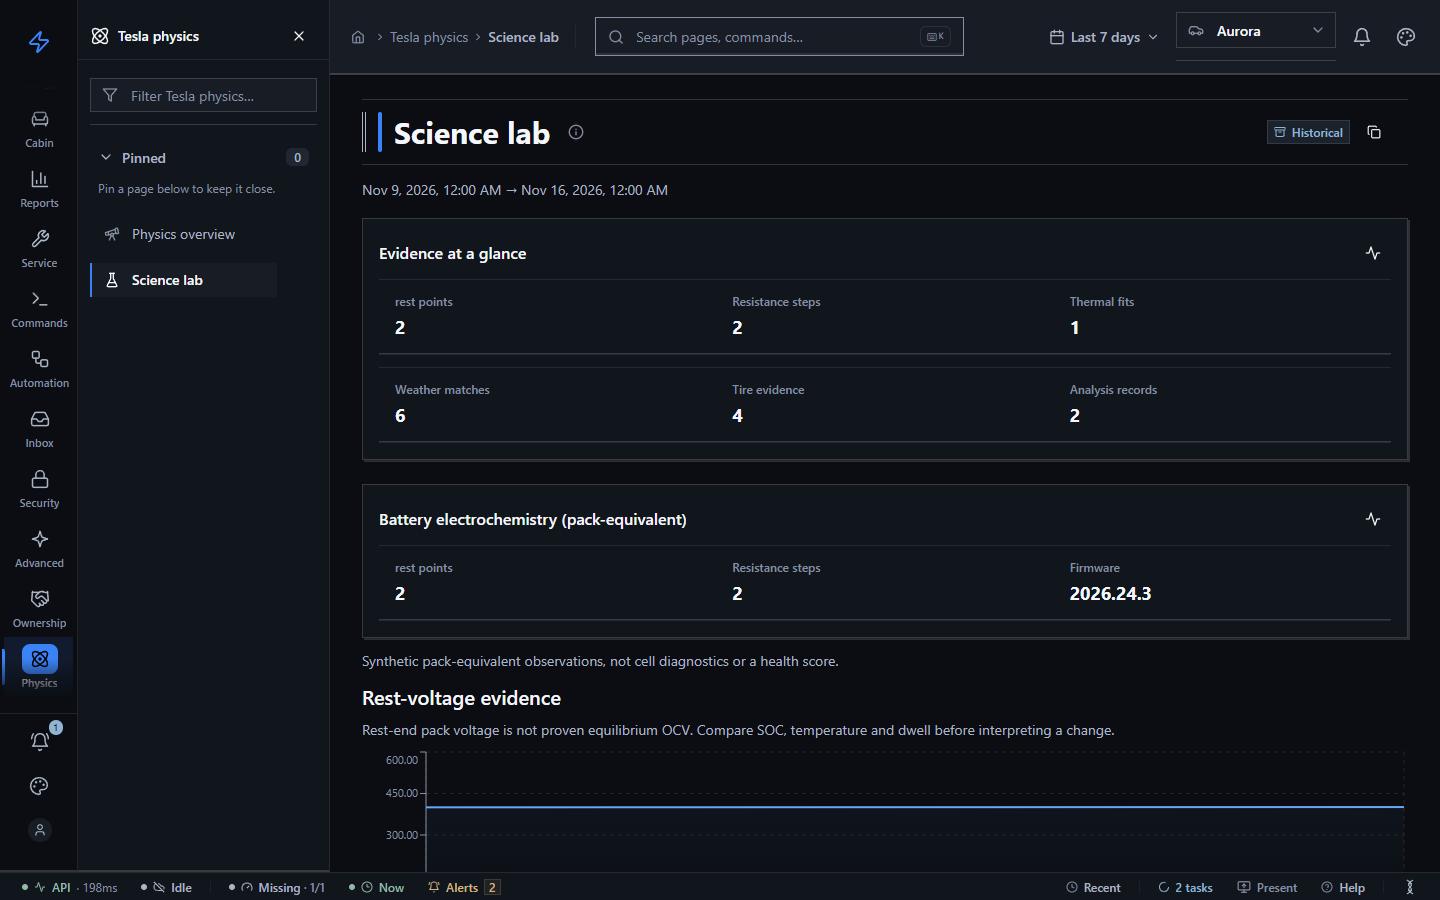 Tesla physics
Tesla physics
Science lab
Search pages, commands...
K
Last 7 days
Aurora
Filter Tesla physics...
Pinned
0
Pin a page below to keep it close.
Physics overview
Science lab
Cabin
Reports
Service
Commands
Automation
Inbox
Security
Advanced
Ownership
Physics
1
Science lab
Historical
Nov 9, 2026, 12:00 AM → Nov 16, 2026, 12:00 AM
Evidence at a glance
rest points
2
Resistance steps
2
Thermal fits
1
Weather matches
6
Tire evidence
4
Analysis records
2
Battery electrochemistry (pack-equivalent)
rest points
2
Resistance steps
2
Firmware
2026.24.3
Synthetic pack-equivalent observations, not cell diagnostics or a health score.
Rest-voltage evidence
Rest-end pack voltage is not proven equilibrium OCV. Compare SOC, temperature and dwell before interpreting a change.
600.00
450.00
300.00
API · 198ms
Idle
Missing · 1/1
Now
Alerts 2
Recent
2 tasks
Present
Help